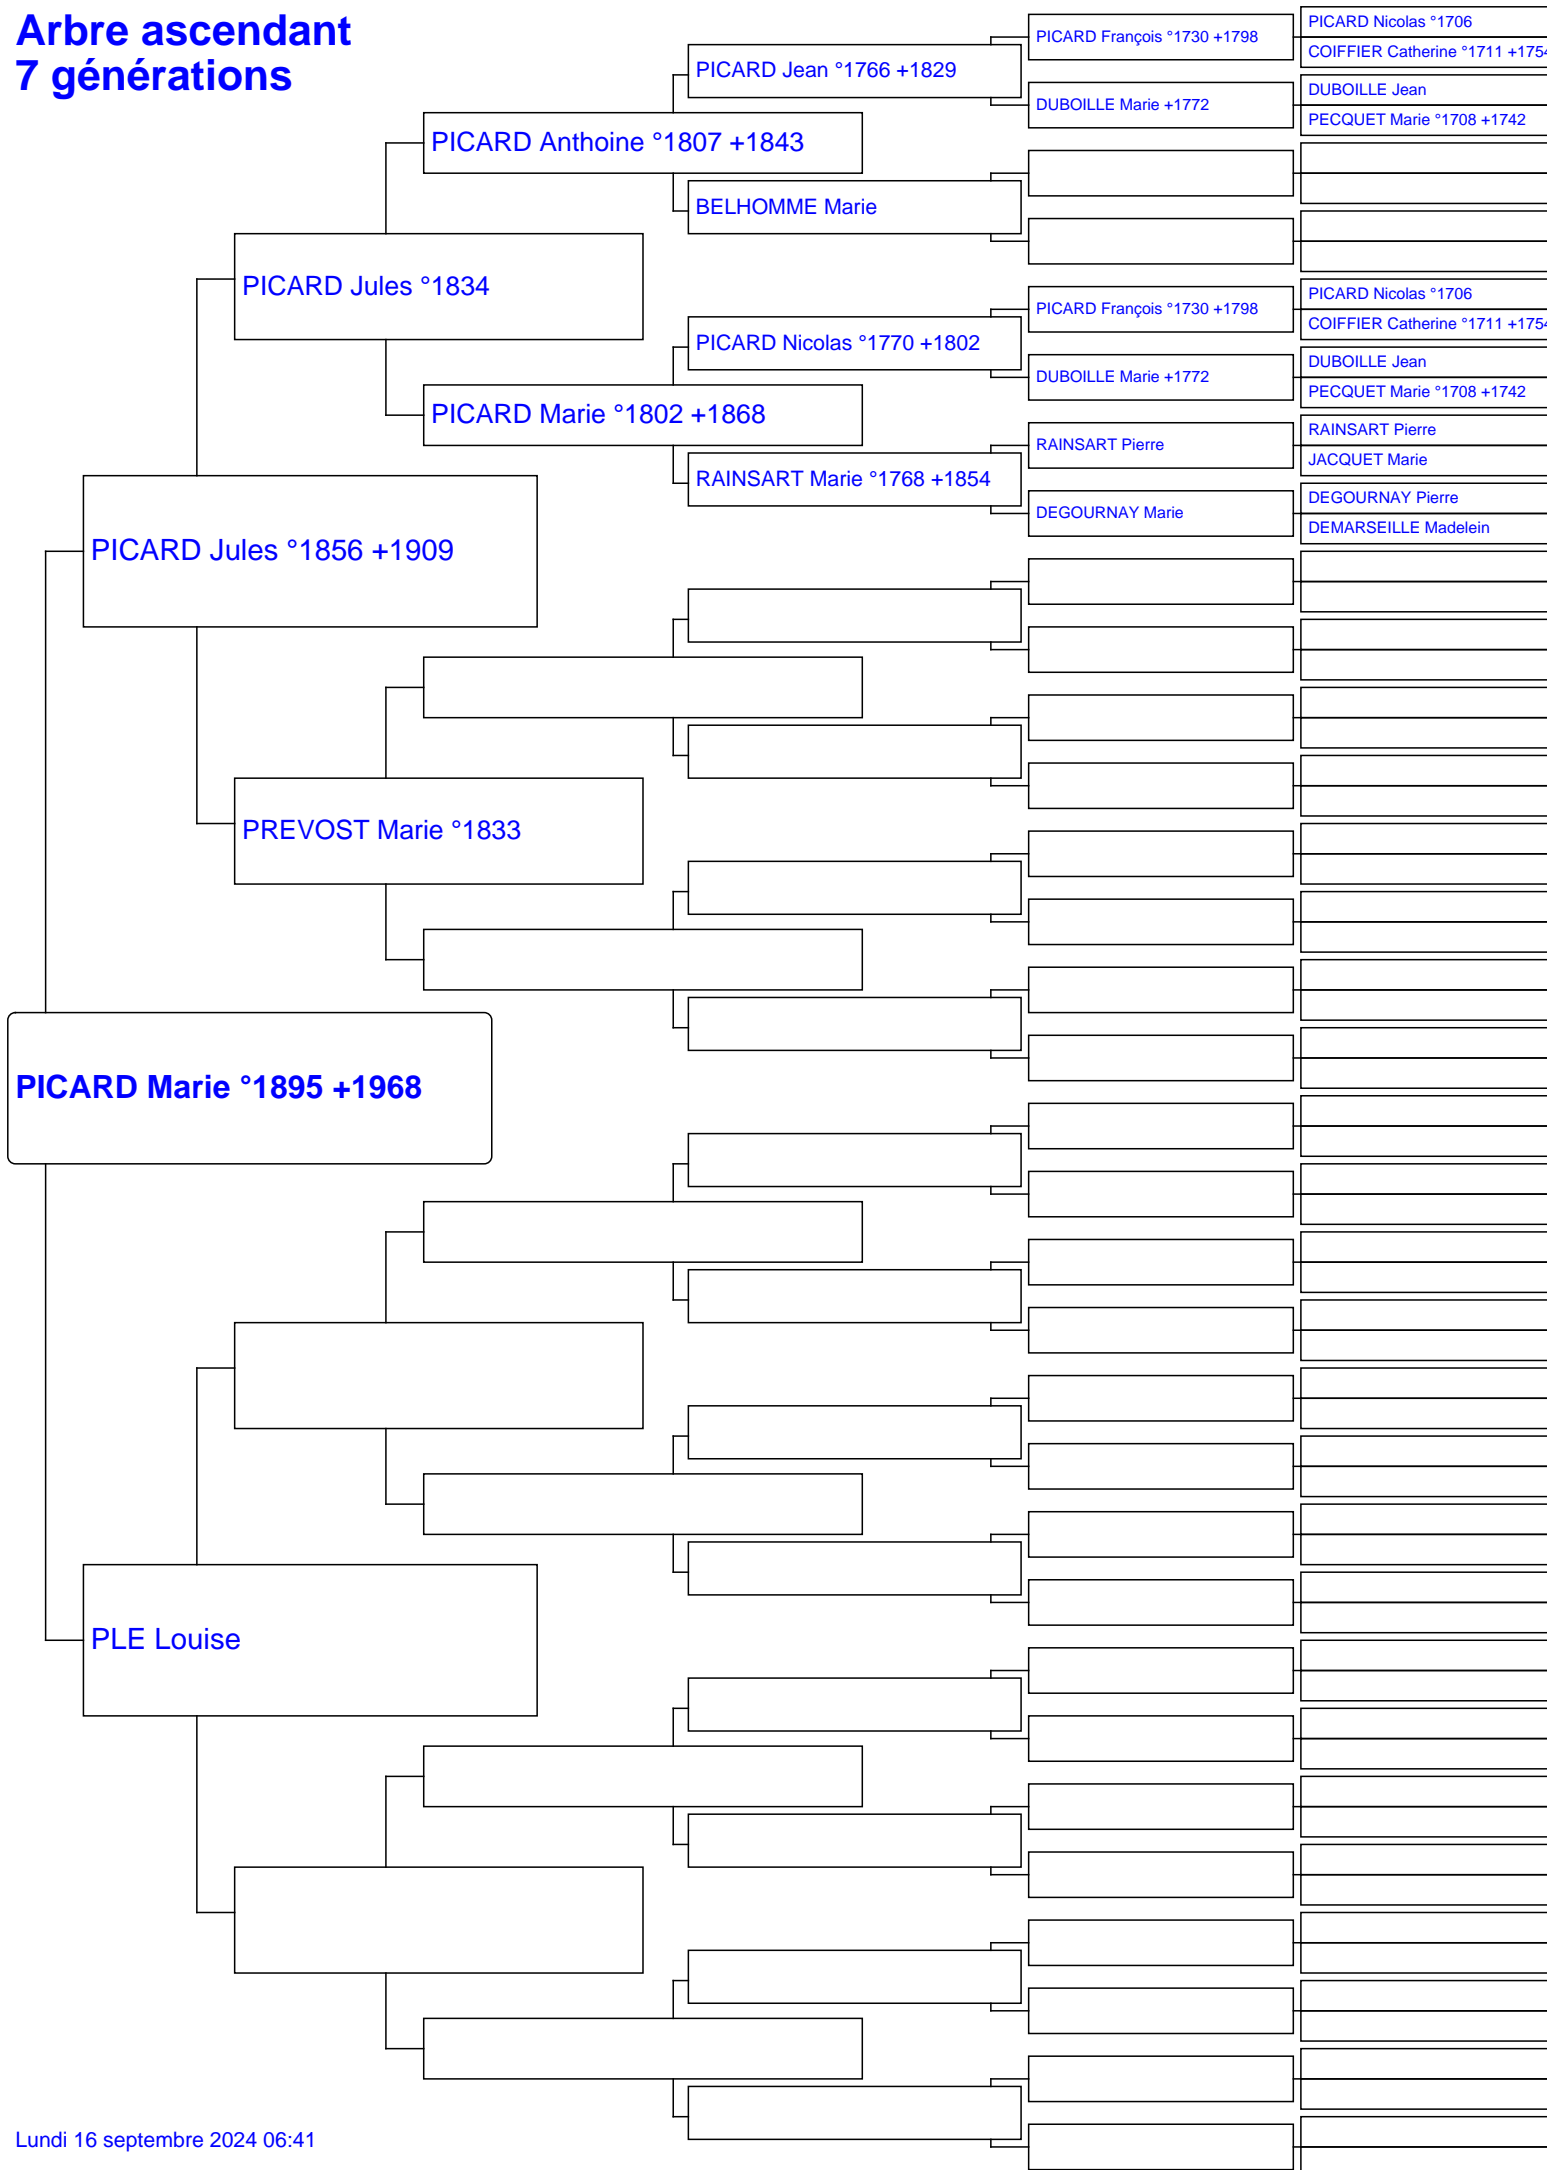 Arbre ascendant
7 générations
PICARD Marie °1895 +1968
PICARD Jules °1856 +1909
PLE Louise
PICARD Jules °1834
PREVOST Marie °1833
PICARD Anthoine °1807 +1843
PICARD Marie °1802 +1868
PICARD Jean °1766 +1829
BELHOMME Marie
PICARD Nicolas °1770 +1802
RAINSART Marie °1768 +1854
PICARD François °1730 +1798
DUBOILLE Marie +1772
PICARD François °1730 +1798
DUBOILLE Marie +1772
RAINSART Pierre
DEGOURNAY Marie
PICARD Nicolas °1706
COIFFIER Catherine °1711 +1754
DUBOILLE Jean
PECQUET Marie °1708 +1742
PICARD Nicolas °1706
COIFFIER Catherine °1711 +1754
DUBOILLE Jean
PECQUET Marie °1708 +1742
RAINSART Pierre
JACQUET Marie
DEGOURNAY Pierre
DEMARSEILLE Madelein
Lundi 16 septembre 2024 06:41